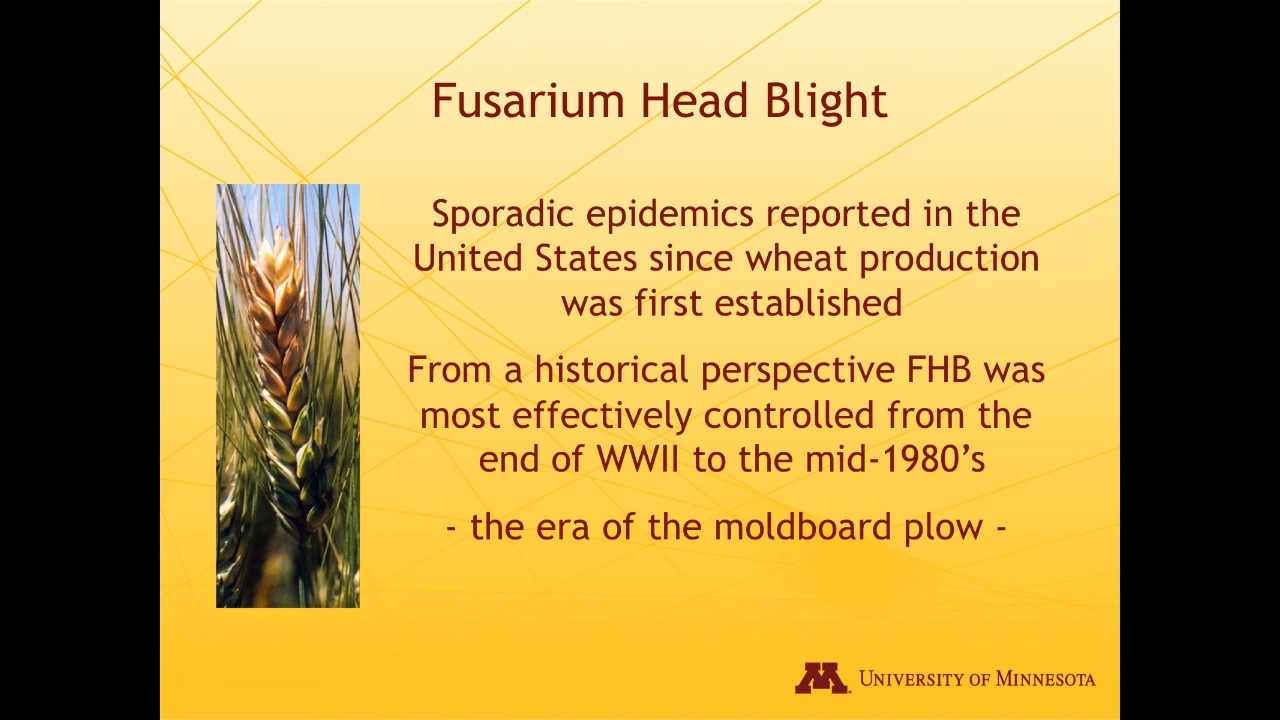 Fusarium Head Blight
Sporadic epidemics reported in the
United States since wheat production
was first established
From a historical perspective FHB was
most effectively controlled from the
end of WWII to the mid-1980’s
- the era of the moldboard plow -
M UNIVERSITY OF MINNESOTA